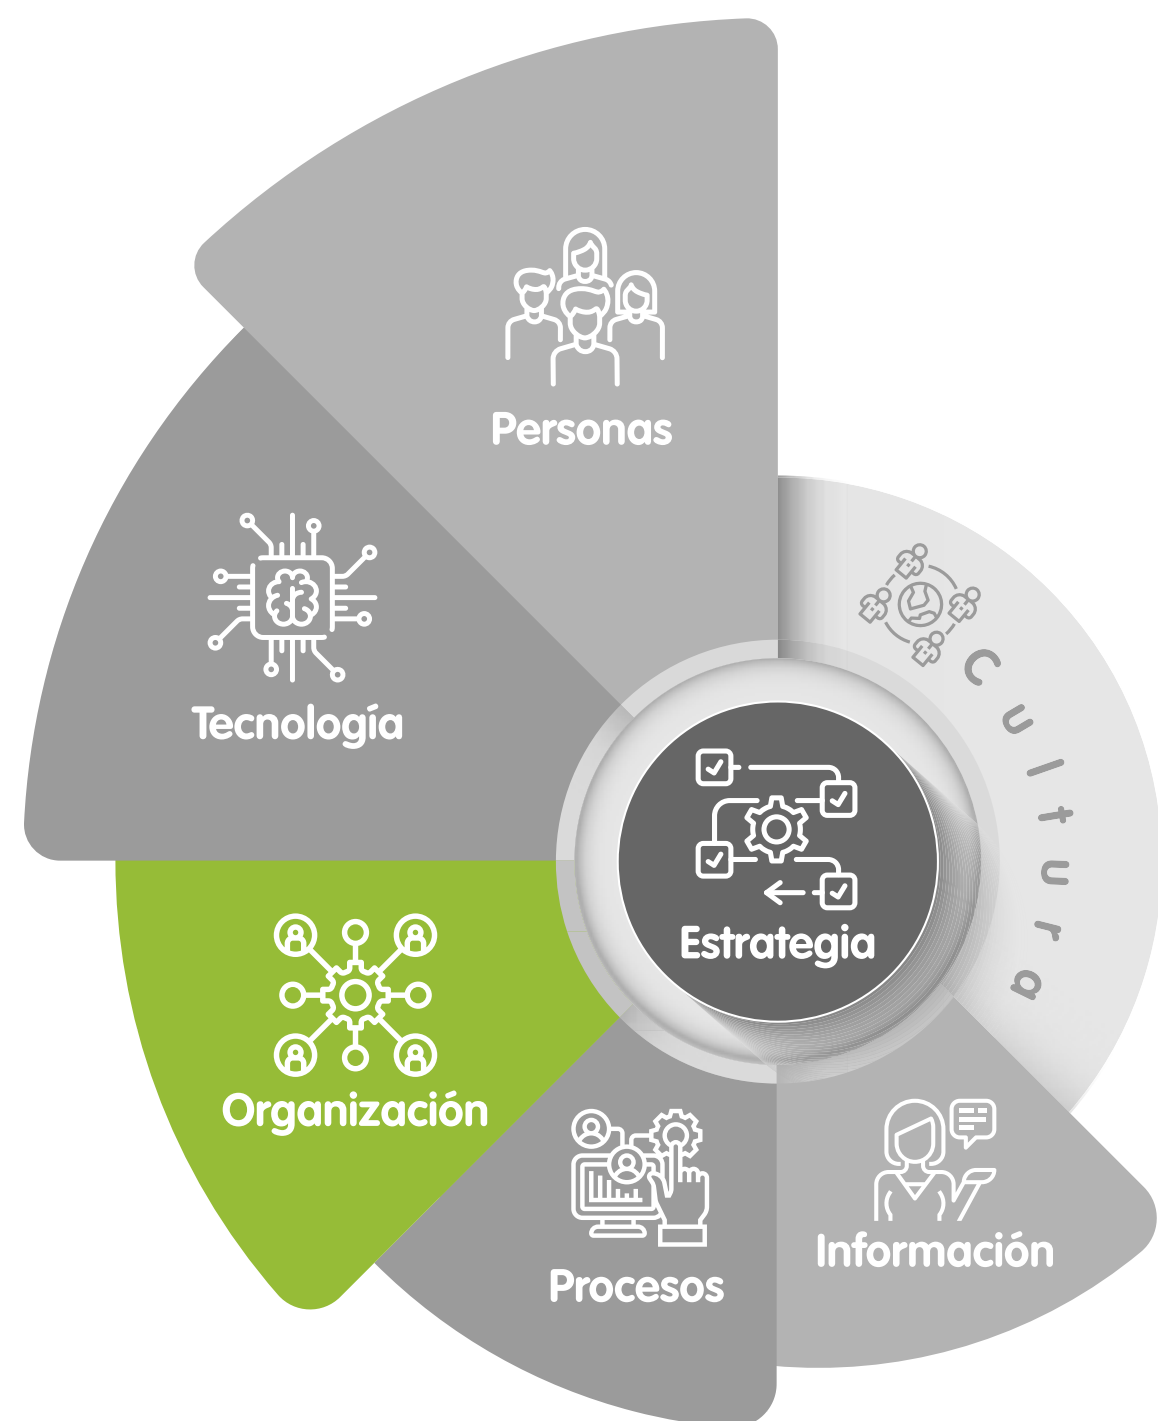 Personas
Tecnología
Cultura
Estrategia
Organización
Procesos
Información